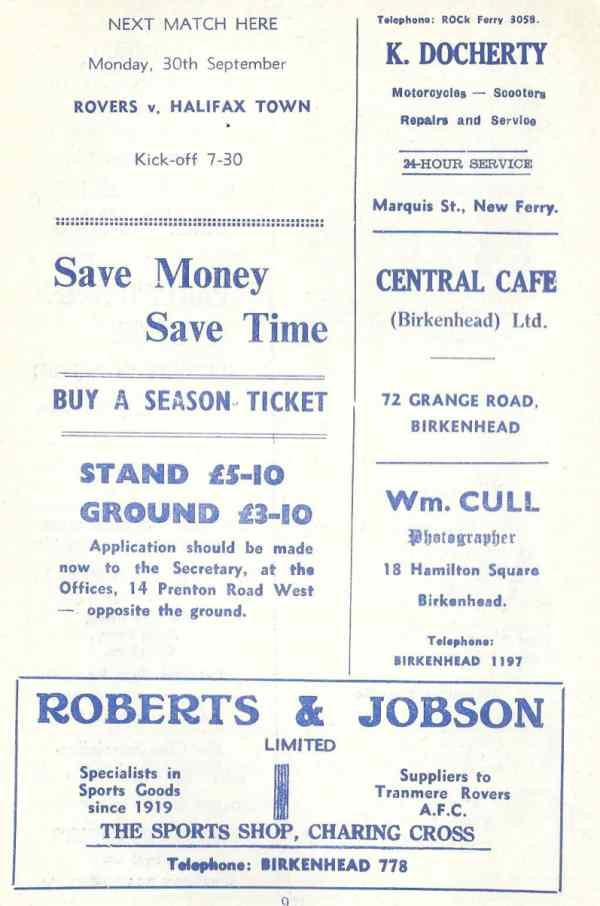 NEXT MATCH HERE
Monday, 30th September
ROVERS v. HALIFAX TOWN
Kick-off 7-30
Save Money
Save Time
BUY A SEASON TICKET
STAND £5-10
GROUND £3-10
Application should be made
now to the Secretary, at the
Offices, 14 Prenton Road West
— opposite the ground.
Telephone: ROCk Ferry 3058.
K. DOCHERTY
Motorcycles — Scooters
Repairs and Service
24-HOUR SERVICE
Marquis St., New Ferry.
CENTRAL CAFE
(Birkenhead) Ltd.
72 GRANGE ROAD,
BIRKENHEAD
Wm. CULL
Photographer
18 Hamilton Square
Birkenhead.
Telephone:
BIRKENHEAD 1197
ROBERTS & JOBSON
LIMITED
Specialists in
Sports Goods
since 1919
Suppliers to
Tranmere Rovers
A.F.C.
THE SPORTS SHOP, CHARING CROSS
Telephone: BIRKENHEAD 778
9